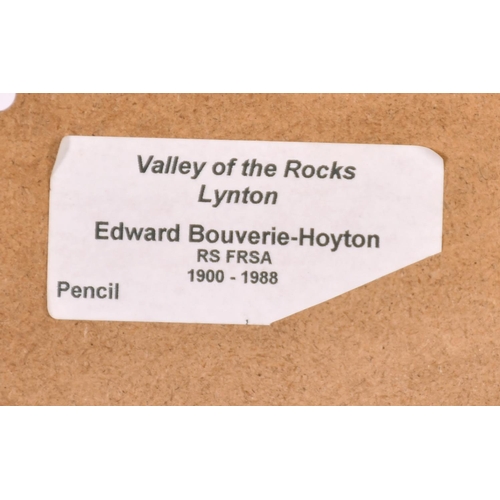 Valley of the Rocks
Lynton
Edward Bouverie-Hoyton
RS FRSA
1900 - 1988
Pencil